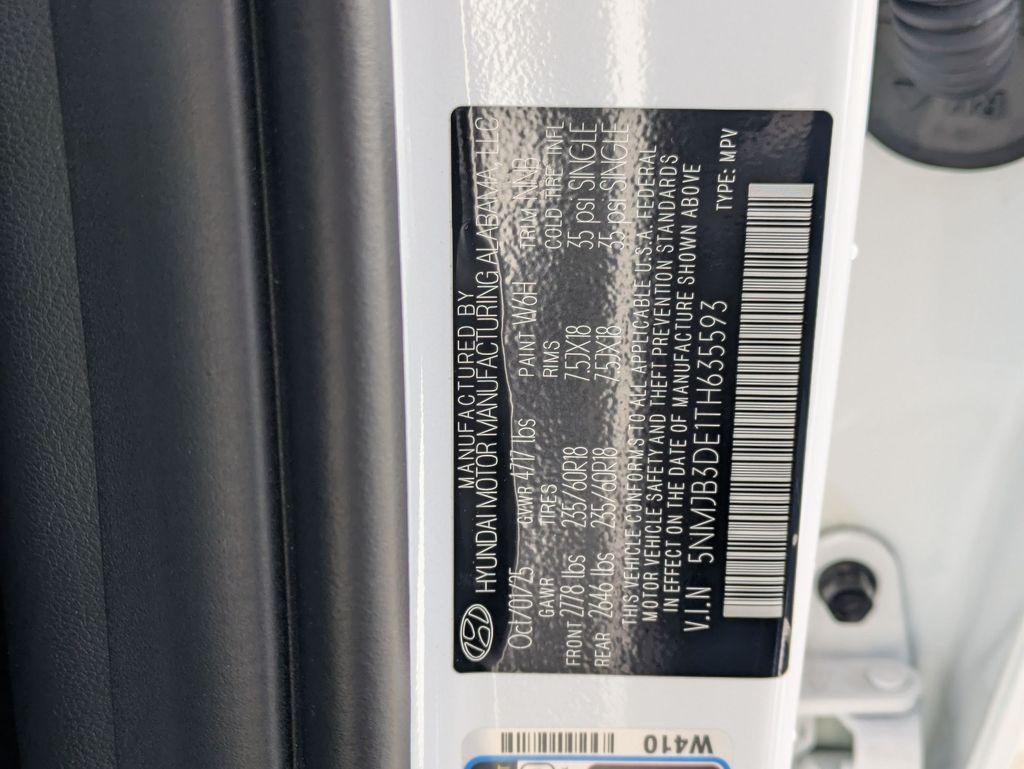 MANUFACTURED BY
HYUNDAI MOTOR MANUFACTURING ALABAMA, LLC
Oct/01/25 GVWR 4717 lbs PAINT W6H TRIM NNB
GAWR TIRES RIMS COLD TIRE INFL
FRONT 2778 lbs 235/60R18 7.5JX18 35 psi SINGLE
REAR 2646 lbs 235/60R18 7.5JX18 35 psi SINGLE
THIS VEHICLE CONFORMS TO ALL APPLICABLE U.S.A. FEDERAL
MOTOR VEHICLE SAFETY AND THEFT PREVENTION STANDARDS
IN EFFECT ON THE DATE OF MANUFACTURE SHOWN ABOVE
V.I.N 5NMJB3DE1TH635593 TYPE: MPV
W410